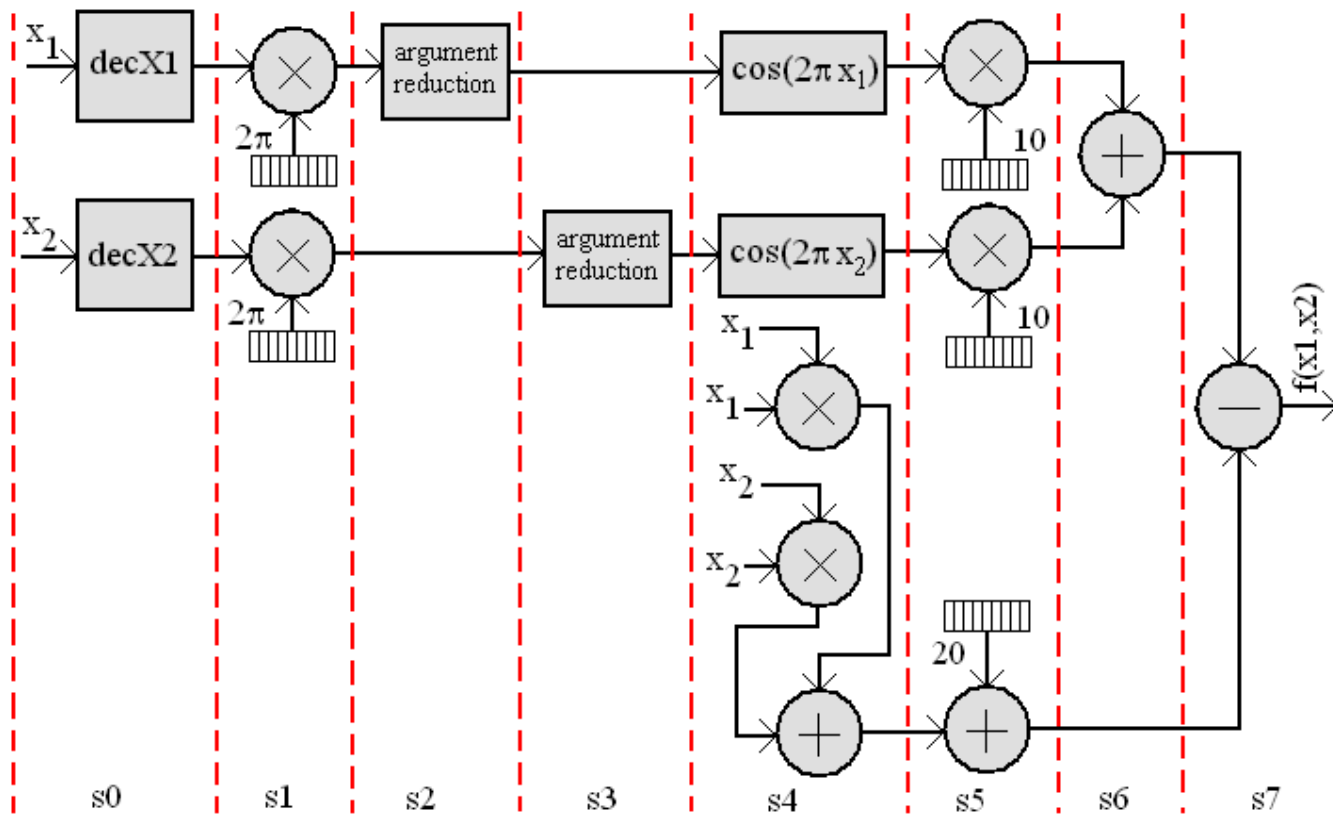 x1
decX1
×
argument
reduction
cos(2π x1)
×
2π
10
+
x2
decX2
×
argument
reduction
cos(2π x2)
×
2π
10
x1
x1
×
f(x1,x2)
−
x2
x2
×
20
+
+
s0 s1 s2 s3 s4 s5 s6 s7